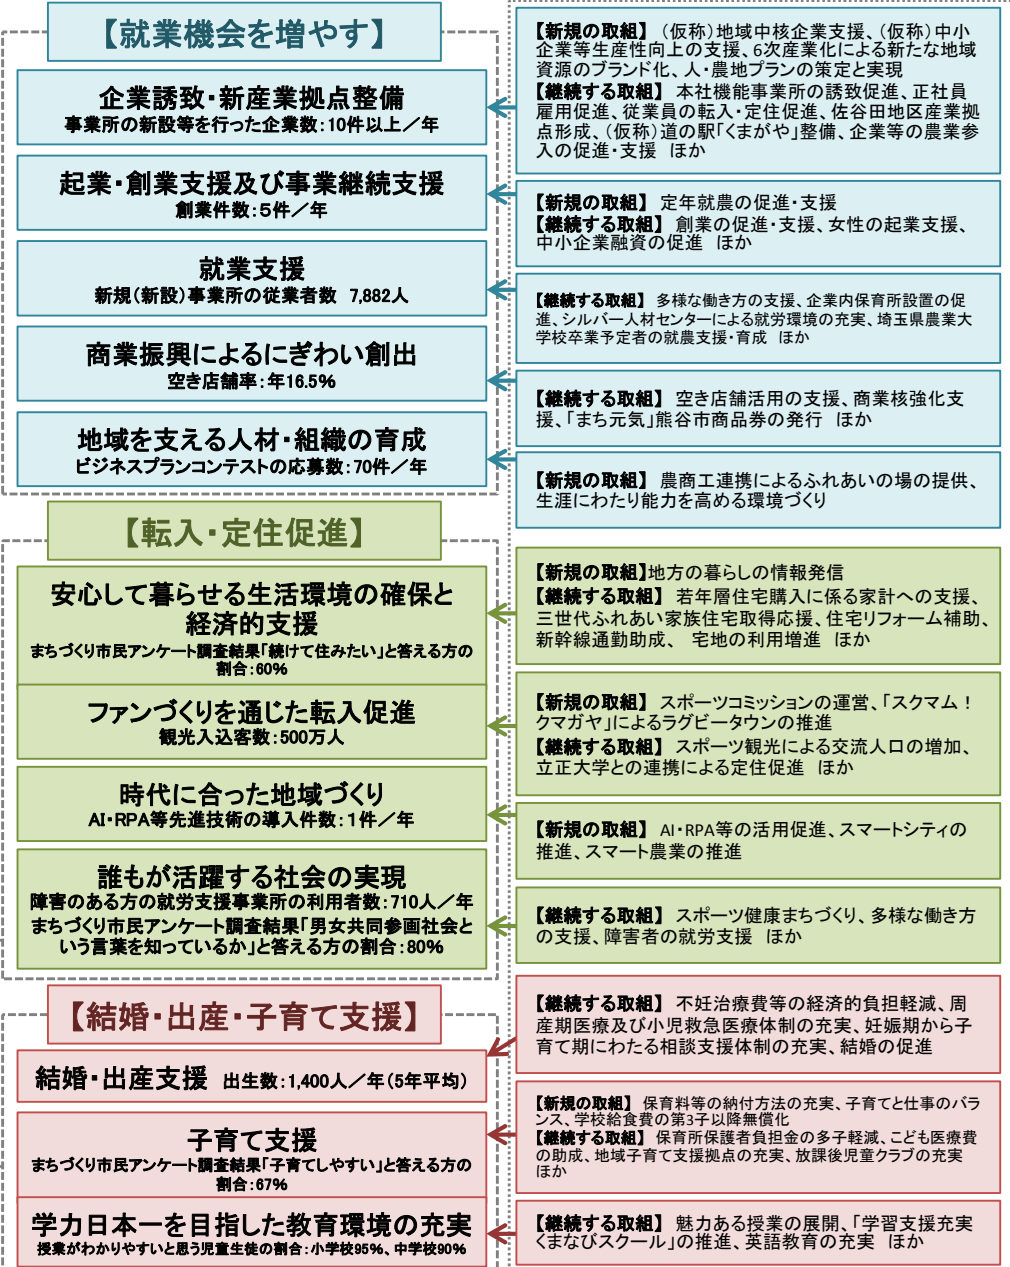 【就業機会を増やす】
企業誘致・新産業拠点整備
事業所の新設等を行った企業数：10件以上／年
【新規の取組】（仮称）地域中核企業支援、（仮称）中小
企業等生産性向上の支援、6次産業化による新たな地域
資源のブランド化、人・農地プランの策定と実現
【継続する取組】 本社機能事業所の誘致促進、正社員
雇用促進、従業員の転入・定住促進、佐谷田地区産業拠
点形成、（仮称）道の駅「くまがや」整備、企業等の農業参
入の促進・支援　ほか
起業・創業支援及び事業継続支援
創業件数：５件／年
【新規の取組】 定年就農の促進・支援
【継続する取組】 創業の促進・支援、女性の起業支援、
中小企業融資の促進　ほか
就業支援
新規（新設）事業所の従業者数　7,882人
【継続する取組】 多様な働き方の支援、企業内保育所設置の促
進、シルバー人材センターによる就労環境の充実、埼玉県農業大
学校卒業予定者の就農支援・育成　ほか
商業振興によるにぎわい創出
空き店舗率：年16.5％
【継続する取組】 空き店舗活用の支援、商業核強化支
援、「まち元気」熊谷市商品券の発行　ほか
地域を支える人材・組織の育成
ビジネスプランコンテストの応募数：70件／年
【新規の取組】 農商工連携によるふれあいの場の提供、
生涯にわたり能力を高める環境づくり
【転入・定住促進】
安心して暮らせる生活環境の確保と
経済的支援
まちづくり市民アンケート調査結果「続けて住みたい」と答える方の
割合：60％
【新規の取組】地方の暮らしの情報発信
【継続する取組】 若年層住宅購入に係る家計への支援、
三世代ふれあい家族住宅取得応援、住宅リフォーム補助、
新幹線通勤助成、　宅地の利用増進　ほか
ファンづくりを通じた転入促進
観光入込客数：500万人
【新規の取組】 スポーツコミッションの運営、「スクマム！
クマガヤ」によるラグビータウンの推進
【継続する取組】 スポーツ観光による交流人口の増加、
立正大学との連携による定住促進　ほか
時代に合った地域づくり
AI・RPA等先進技術の導入件数：１件／年
【新規の取組】 AI・RPA等の活用促進、スマートシティの
推進、スマート農業の推進
誰もが活躍する社会の実現
障害のある方の就労支援事業所の利用者数：710人／年
まちづくり市民アンケート調査結果「男女共同参画社会と
いう言葉を知っているか」と答える方の割合：80％
【継続する取組】 スポーツ健康まちづくり、多様な働き方
の支援、障害者の就労支援　ほか
【結婚・出産・子育て支援】
結婚・出産支援　出生数：1,400人／年（5年平均）
【継続する取組】 不妊治療費等の経済的負担軽減、周
産期医療及び小児救急医療体制の充実、妊娠期から子
育て期にわたる相談支援体制の充実、結婚の促進
子育て支援
まちづくり市民アンケート調査結果「子育てしやすい」と答える方の
割合：67％
【新規の取組】 保育料等の納付方法の充実、子育てと仕事のバラ
ンス、学校給食費の第3子以降無償化
【継続する取組】 保育所保護者負担金の多子軽減、こども医療費
の助成、地域子育て支援拠点の充実、放課後児童クラブの充実
ほか
学力日本一を目指した教育環境の充実
授業がわかりやすいと思う児童生徒の割合：小学校95％、中学校90％
【継続する取組】 魅力ある授業の展開、「学習支援充実
くまなびスクール」の推進、英語教育の充実　ほか